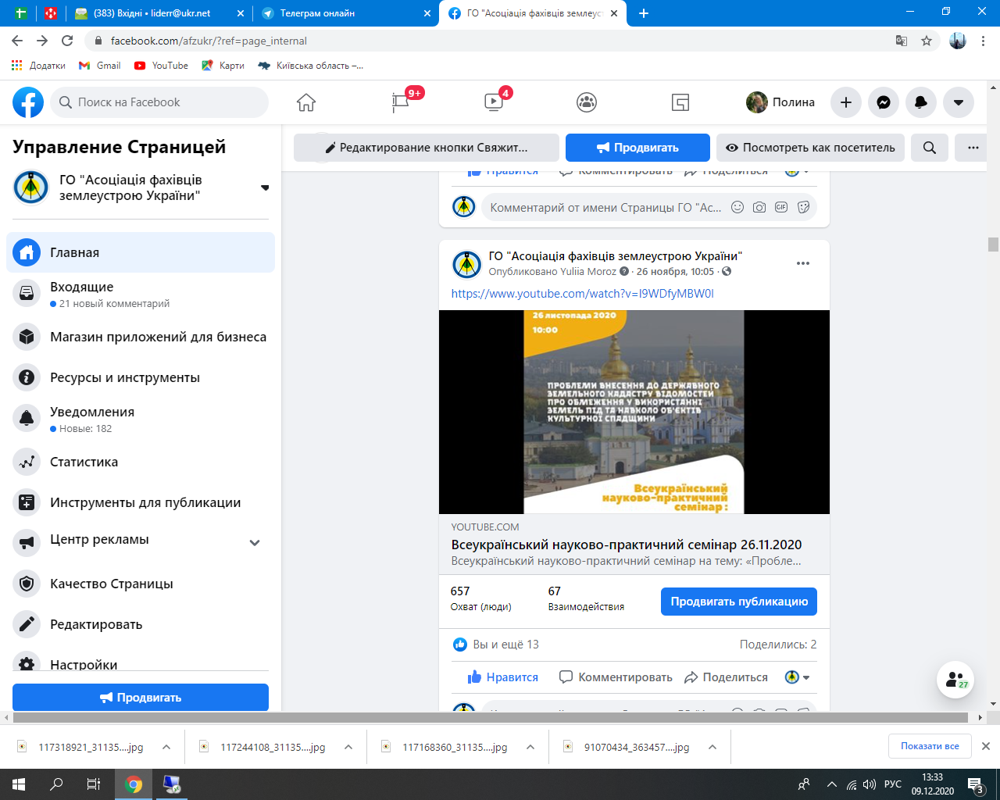 (383) Вхідні • liderr@ukr.net
Телеграм онлайн
ГО "Асоціація фахівців землеуст
facebook.com/afzukr/?ref=page_internal
Додатки
Gmail
YouTube
Карти
Київська область –...
Поиск на Facebook
9+
4
Полина
Управление Страницей
ГО "Асоціація фахівців
землеустрою України"
Главная
Входящие
21 новый комментарий
Магазин приложений для бизнеса
Ресурсы и инструменты
Уведомления
Новые: 182
Статистика
Инструменты для публикации
Центр рекламы
Качество Страницы
Редактировать
Настройки
Продвигать
Редактирование кнопки Свяжит...
Продвигать
Посмотреть как посетитель
Нравится
Комментировать
Поделиться
Комментарий от имени Страницы ГО "Ас...
GIF
ГО "Асоціація фахівців землеустрою України"
Опубликовано Yuliia Moroz · 26 ноября, 10:05 ·
https://www.youtube.com/watch?v=I9WDfyMBW0I
26 листопада 2020
10:00
ПРОБЛЕМИ ВНЕСЕННЯ ДО ДЕРЖАВНОГО
ЗЕМЕЛЬНОГО КАДАСТРУ ВІДОМОСТЕЙ
ПРО ОБМЕЖЕННЯ У ВИКОРИСТАННІ
ЗЕМЕЛЬ ПІД ТА НАВКОЛО ОБ'ЄКТІВ
КУЛЬТУРНОЇ СПАДЩИНИ
Всеукраїнський
науково-практичний
семінар:
YOUTUBE.COM
Всеукраїнський науково-практичний семінар 26.11.2020
Всеукраїнський науково-практичний семінар на тему: «Пробле...
657
Охват (люди)
67
Взаимодействия
Продвигать публикацию
Вы и ещё 13
Поделились: 2
Нравится
Комментировать
Поделиться
27
117318921_31135....jpg
117244108_31135....jpg
117168360_31135....jpg
91070434_363457....jpg
Показати все
РУС
13:33
09.12.2020
3